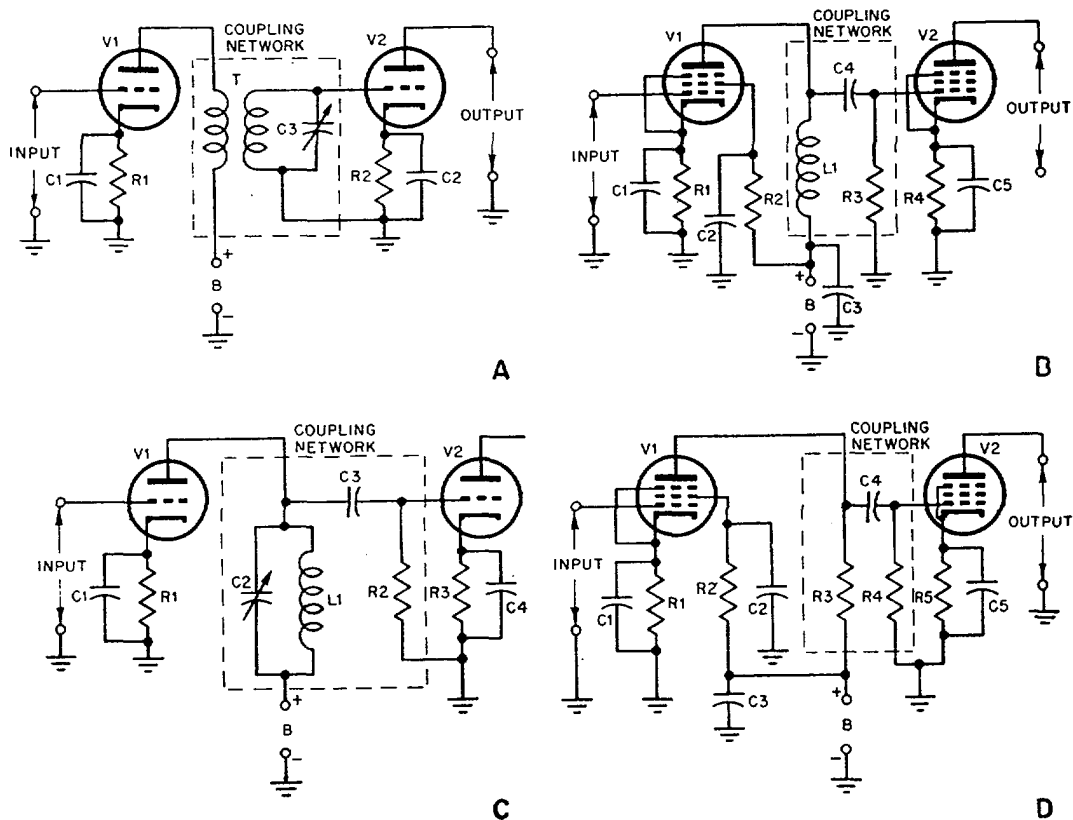 COUPLING
NETWORK
V1
V2
T
C3
INPUT
OUTPUT
C1
R1
R2
C2
+
B
−
A
COUPLING
NETWORK
V1
V2
C4
INPUT
OUTPUT
C1
R1
C2
R2
L1
R3
R4
C5
+
B
−
C3
B
COUPLING
NETWORK
V1
V2
C3
INPUT
C1
R1
C2
L1
R2
R3
C4
+
B
−
C
COUPLING
NETWORK
V1
V2
C4
INPUT
OUTPUT
C1
R1
R2
C2
R3
R4
R5
C5
C3
+
B
−
D